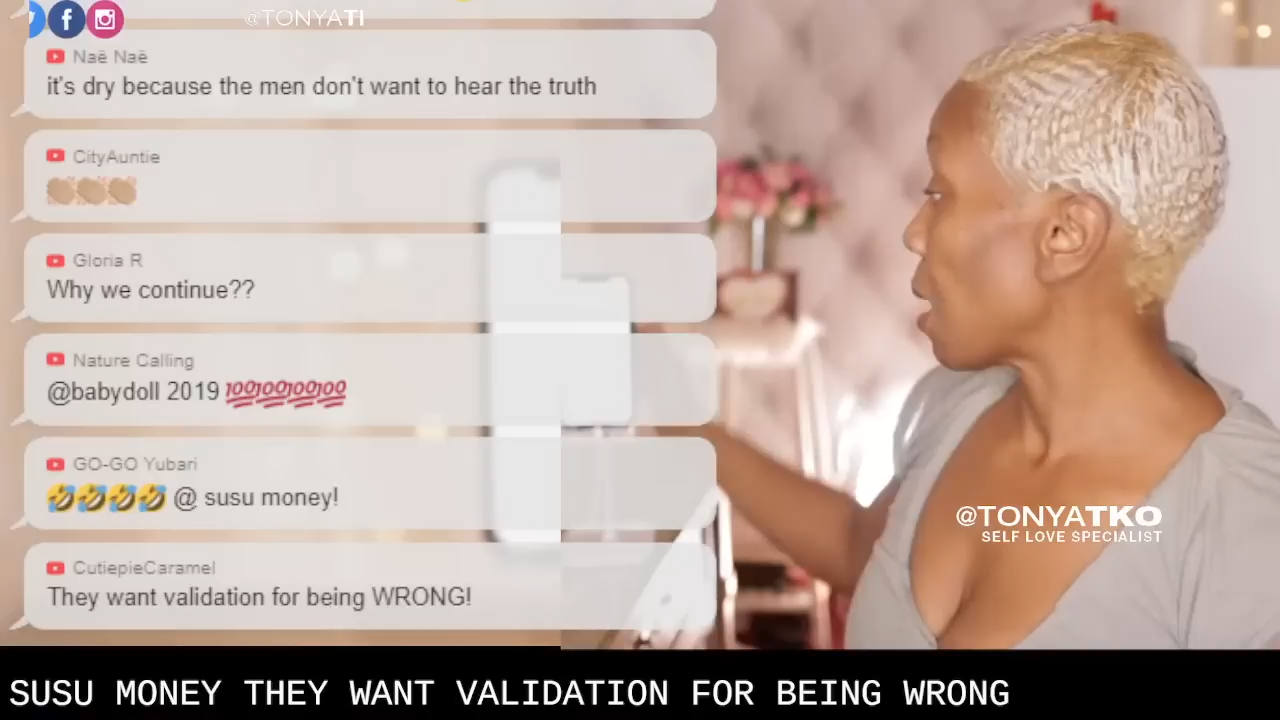 @TONYATI
Naë Naë
it's dry because the men don't want to hear the truth
CityAuntie
👏🏼👏🏼👏🏼
Gloria R
Why we continue??
Nature Calling
@babydoll 2019 💯💯💯💯
GO-GO Yubari
🤣🤣🤣🤣 @ susu money!
CutiepieCaramel
They want validation for being WRONG!
@TONYATKO
SELF LOVE SPECIALIST
SUSU MONEY THEY WANT VALIDATION FOR BEING WRONG